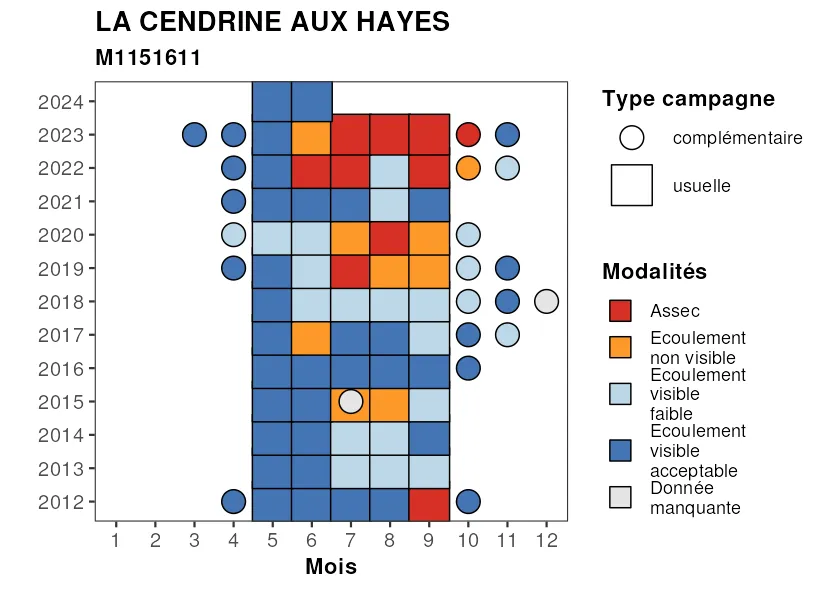 LA CENDRINE AUX HAYES
M1151611
2024
2023
2022
2021
2020
2019
2018
2017
2016
2015
2014
2013
2012
1 2 3 4 5 6 7 8 9 10 11 12
Mois
Type campagne
complémentaire
usuelle
Modalités
Assec
Ecoulement
non visible
Ecoulement
visible
faible
Ecoulement
visible
acceptable
Donnée
manquante